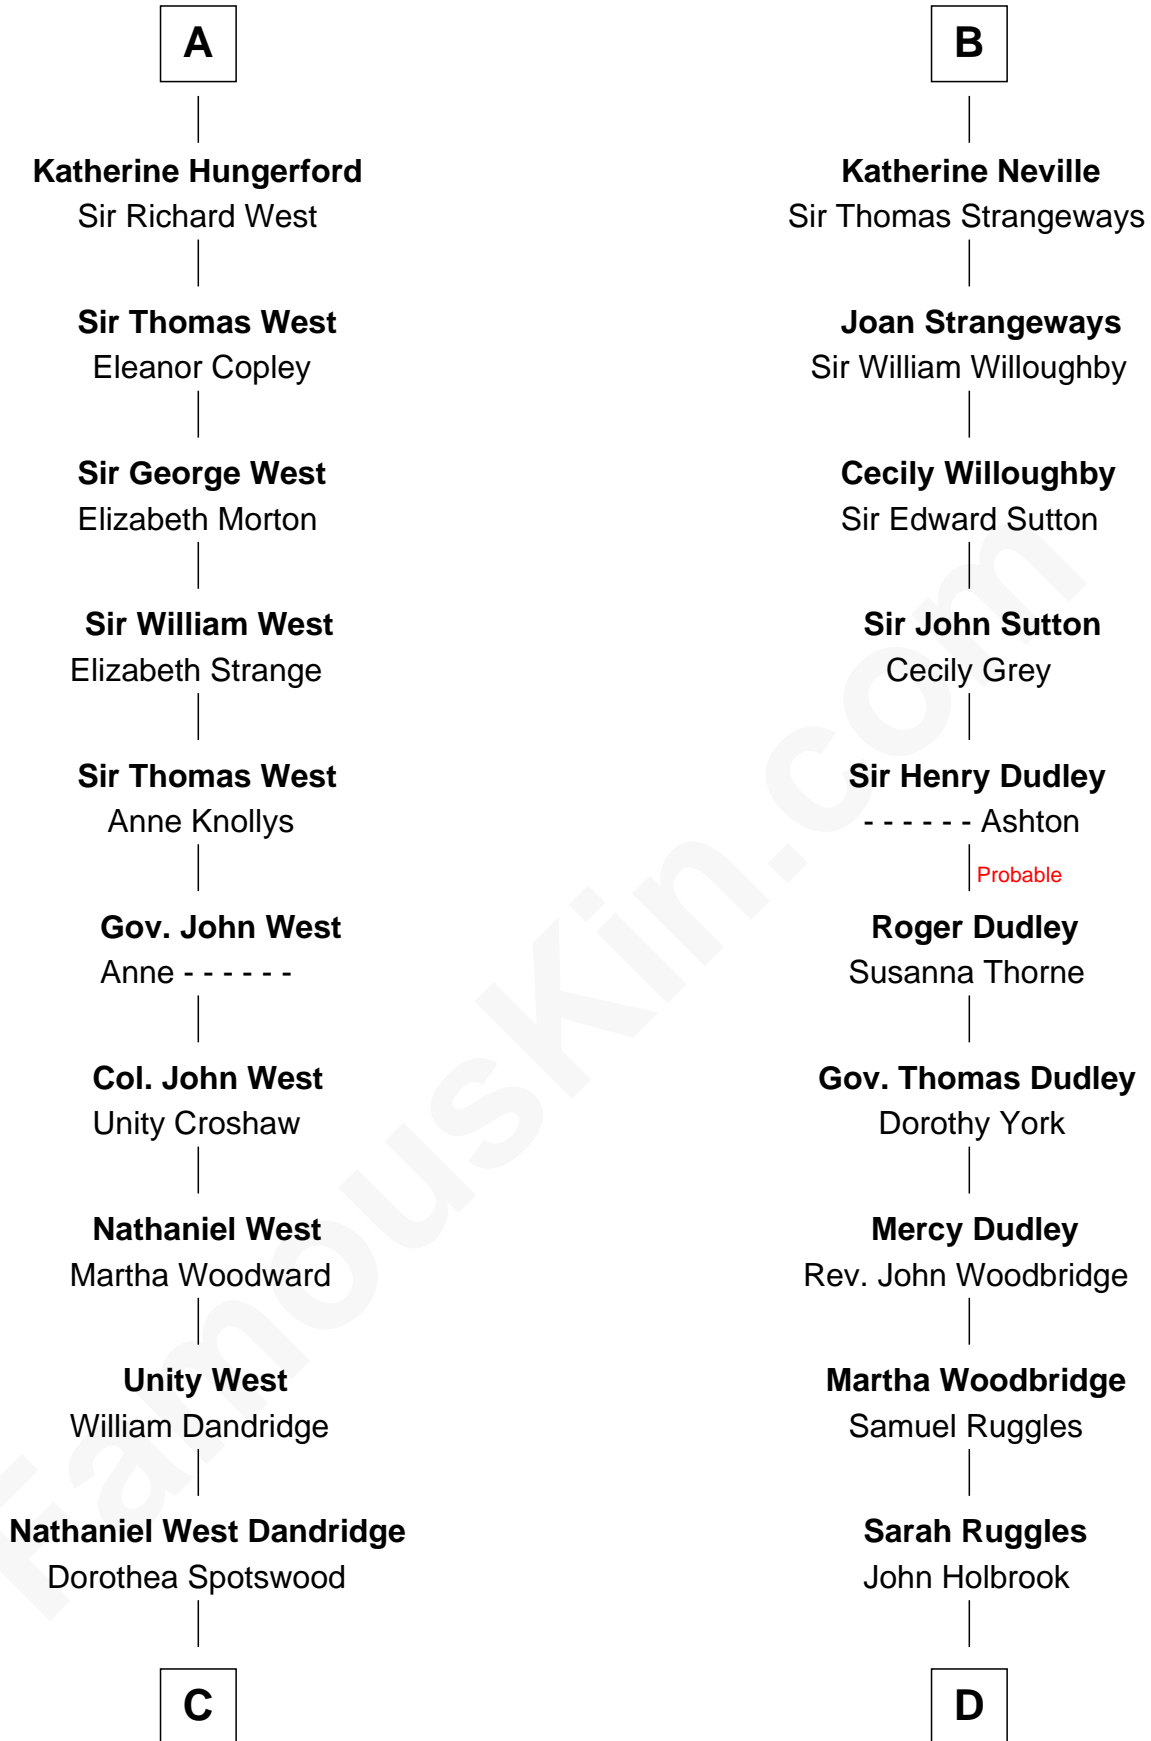 A
Katherine Hungerford
Sir Richard West
Sir Thomas West
Eleanor Copley
Sir George West
Elizabeth Morton
Sir William West
Elizabeth Strange
Sir Thomas West
Anne Knollys
Gov. John West
Anne - - - - - -
Col. John West
Unity Croshaw
Nathaniel West
Martha Woodward
Unity West
William Dandridge
Nathaniel West Dandridge
Dorothea Spotswood
C
B
Katherine Neville
Sir Thomas Strangeways
Joan Strangeways
Sir William Willoughby
Cecily Willoughby
Sir Edward Sutton
Sir John Sutton
Cecily Grey
Sir Henry Dudley
- - - - - - Ashton
Probable
Roger Dudley
Susanna Thorne
Gov. Thomas Dudley
Dorothy York
Mercy Dudley
Rev. John Woodbridge
Martha Woodbridge
Samuel Ruggles
Sarah Ruggles
John Holbrook
D
FamousKin.com